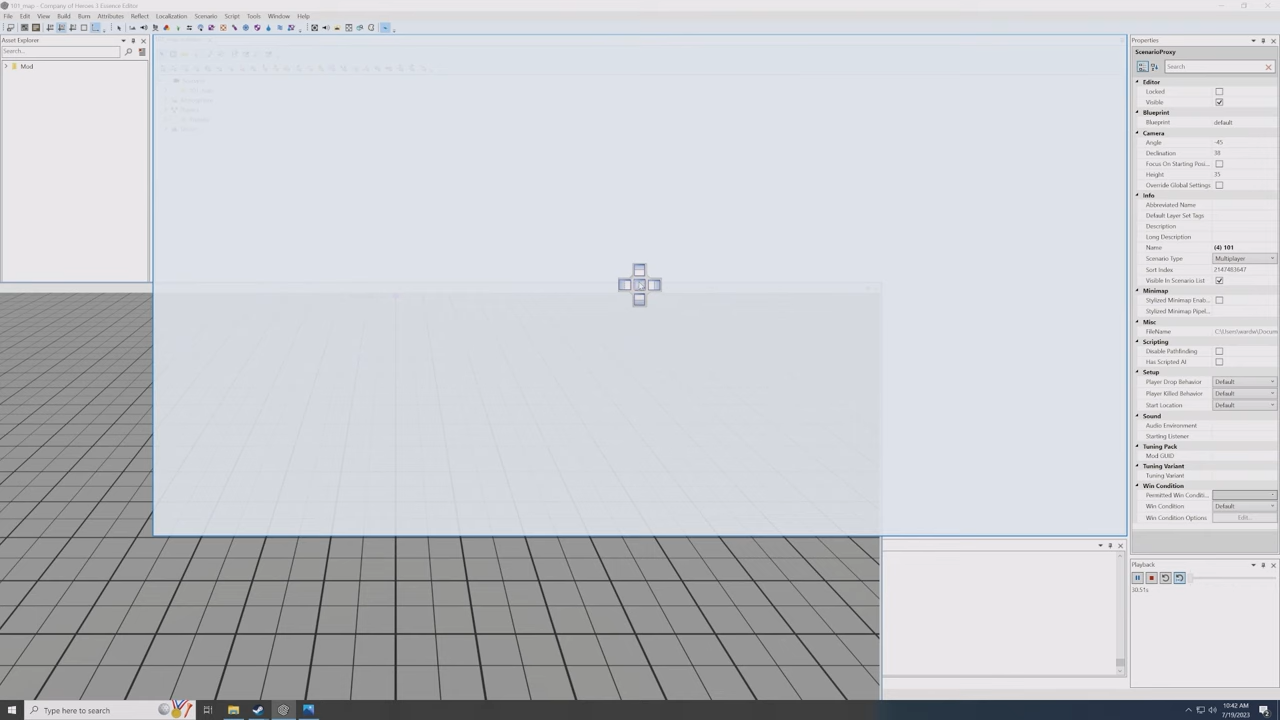 101_map - Company of Heroes 3 Essence Editor
File Edit View Build Burn Attributes Reflect Localization Scenario Script Tools Window Help
Asset Explorer
Search...
Mod
Properties
ScenarioProxy
Search
Editor
Locked
Visible
Blueprint
Blueprint default
Camera
Angle -45
Declination 38
Focus On Starting Posi...
Height 35
Override Global Settings
Info
Abbreviated Name
Default Layer Set Tags
Description
Long Description
Name (4) 101
Scenario Type Multiplayer
Sort Index 2147483647
Visible In Scenario List
Minimap
Stylized Minimap Enab...
Stylized Minimap Pipel...
Misc
FileName C:\Users\wardw\Docum
Scripting
Disable Pathfinding
Has Scripted AI
Setup
Player Drop Behavior Default
Player Killed Behavior Default
Start Location Default
Sound
Audio Environment
Starting Listener
Tuning Pack
Mod GUID
Tuning Variant
Tuning Variant
Win Condition
Permitted Win Conditi...
Win Condition Default
Win Condition Options Edit...
Playback
30.51s
Type here to search
10:42 AM
7/19/2023